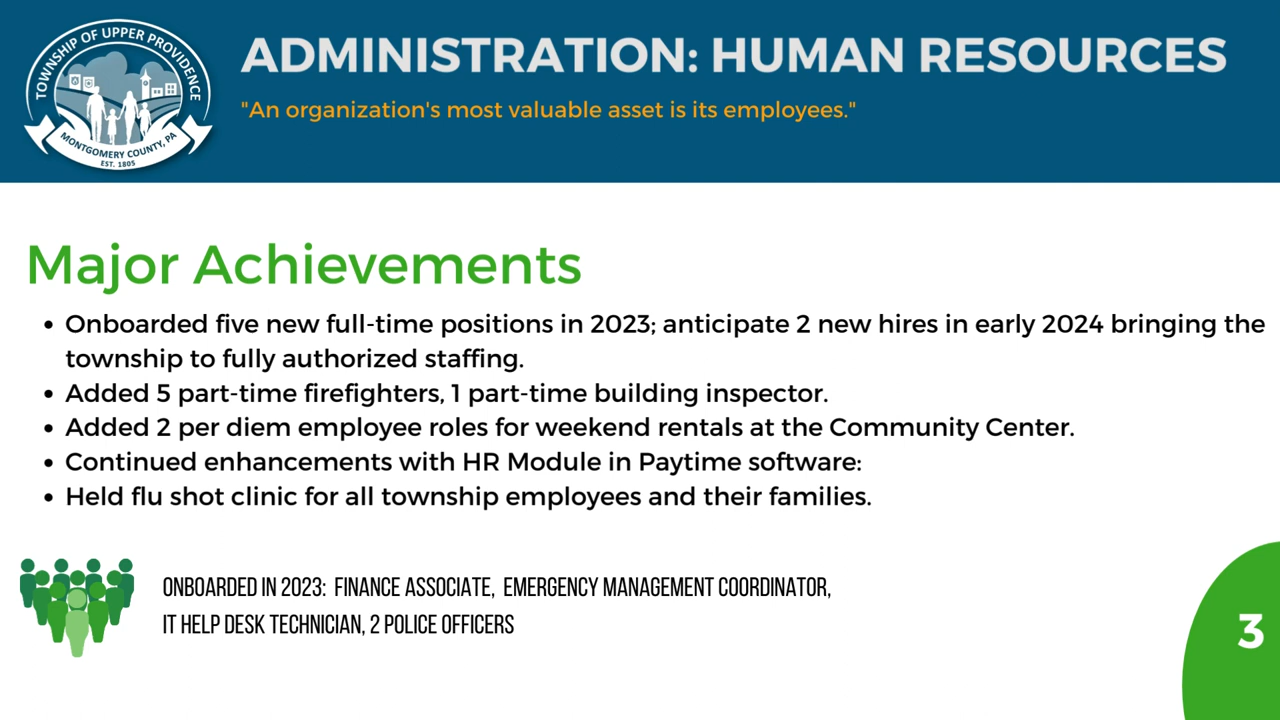 TOWNSHIP OF UPPER PROVIDENCE
MONTGOMERY COUNTY, PA
EST. 1805
ADMINISTRATION: HUMAN RESOURCES
"An organization's most valuable asset is its employees."
Major Achievements
• Onboarded five new full-time positions in 2023; anticipate 2 new hires in early 2024 bringing the
township to fully authorized staffing.
• Added 5 part-time firefighters, 1 part-time building inspector.
• Added 2 per diem employee roles for weekend rentals at the Community Center.
• Continued enhancements with HR Module in Paytime software:
• Held flu shot clinic for all township employees and their families.
ONBOARDED IN 2023: FINANCE ASSOCIATE, EMERGENCY MANAGEMENT COORDINATOR,
IT HELP DESK TECHNICIAN, 2 POLICE OFFICERS
3